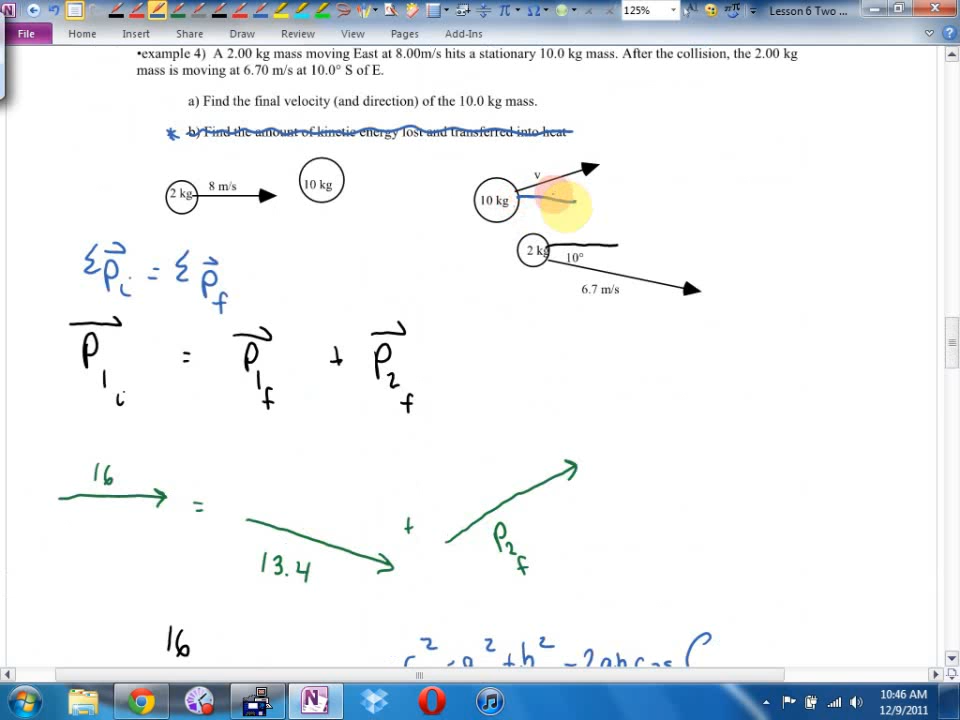 125%
Lesson 6 Two ...
File Home Insert Share Draw Review View Pages Add-Ins
•example 4) A 2.00 kg mass moving East at 8.00m/s hits a stationary 10.0 kg mass. After the collision, the 2.00 kg
mass is moving at 6.70 m/s at 10.0° S of E.
a) Find the final velocity (and direction) of the 10.0 kg mass.
* b) Find the amount of kinetic energy lost and transferred into heat
2 kg 8 m/s 10 kg
v
10 kg
2 kg 10°
6.7 m/s
Σp⃗i = Σp⃗f
P⃗1i = P⃗1f + P⃗2f
16 = 13.4 + P2f
16
c² = a² + b² - 2ab cos C
10:46 AM
12/9/2011